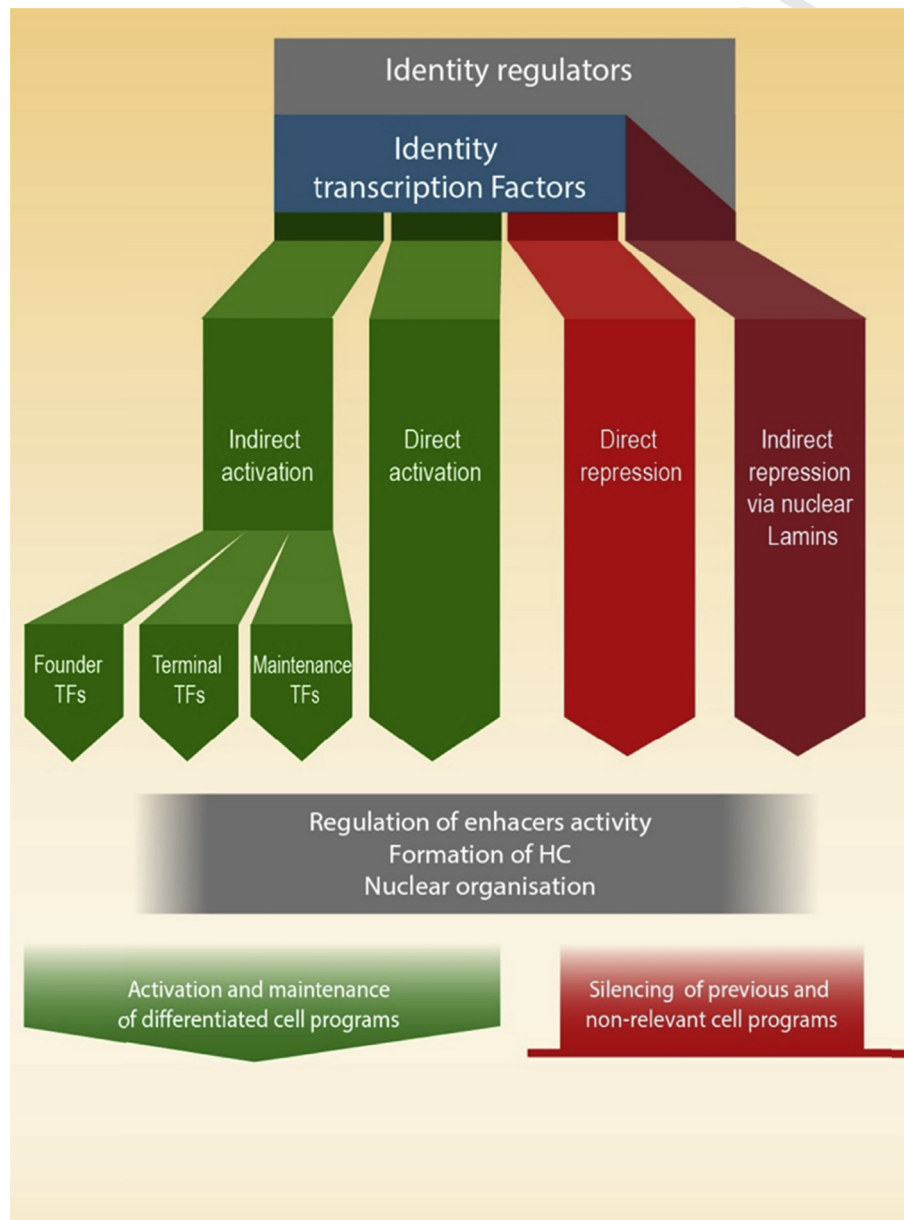 Identity regulators
Identity
transcription Factors
Indirect
activation
Direct
activation
Direct
repression
Indirect
repression
via nuclear
Lamins
Founder
TFs
Terminal
TFs
Maintenance
TFs
Regulation of enhacers activity
Formation of HC
Nuclear organisation
Activation and maintenance
of differentiated cell programs
Silencing of previous and
non-relevant cell programs